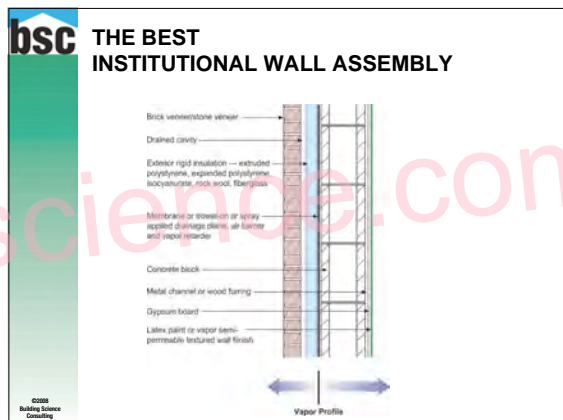 bsc
THE BEST
INSTITUTIONAL WALL ASSEMBLY
Brick veneer/stone veneer
Drained cavity
Exterior rigid insulation — extruded
polystyrene, expanded polystyrene,
isocyanurate, rock wool, fiberglass
Membrane or trowel-on or spray
applied drainage plane, air barrier
and vapor retarder
Concrete block
Metal channel or wood furring
Gypsum board
Latex paint or vapor semi-
permeable textured wall finish
Vapor Profile
science.com
©2008
Building Science
Consulting